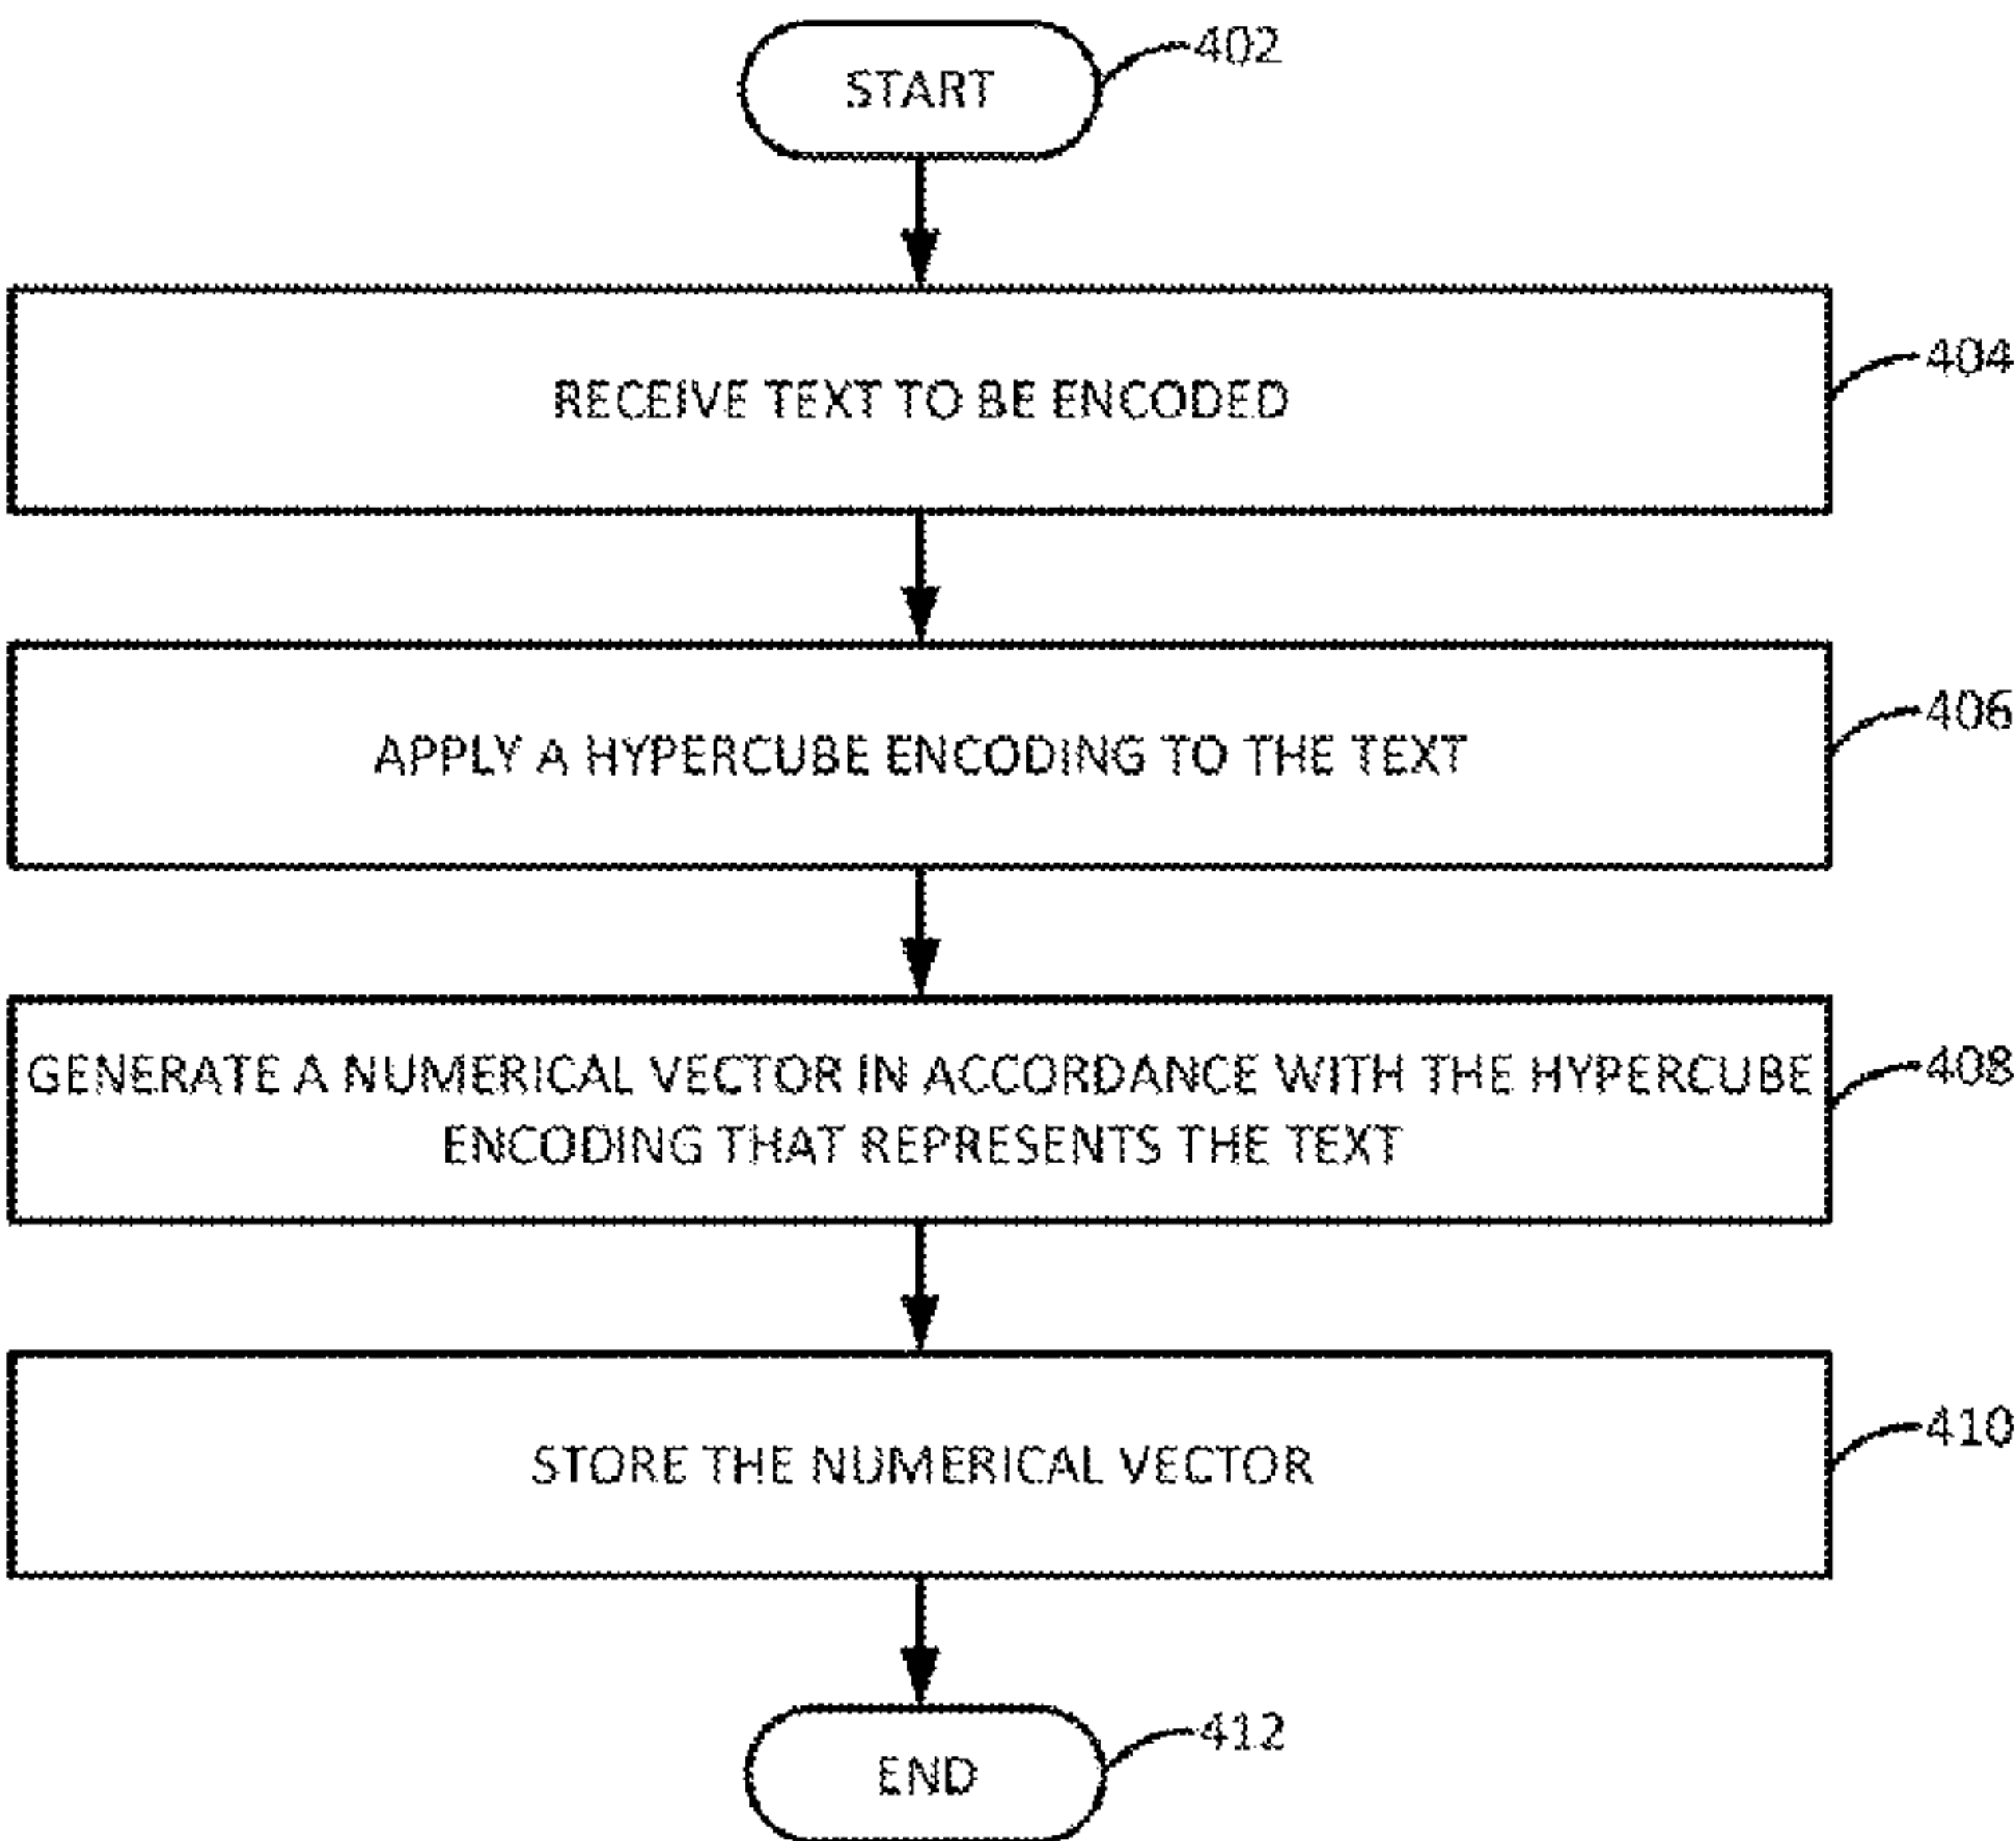 START
402
RECEIVE TEXT TO BE ENCODED
404
APPLY A HYPERCUBE ENCODING TO THE TEXT
406
GENERATE A NUMERICAL VECTOR IN ACCORDANCE WITH THE HYPERCUBE
ENCODING THAT REPRESENTS THE TEXT
408
STORE THE NUMERICAL VECTOR
410
END
412